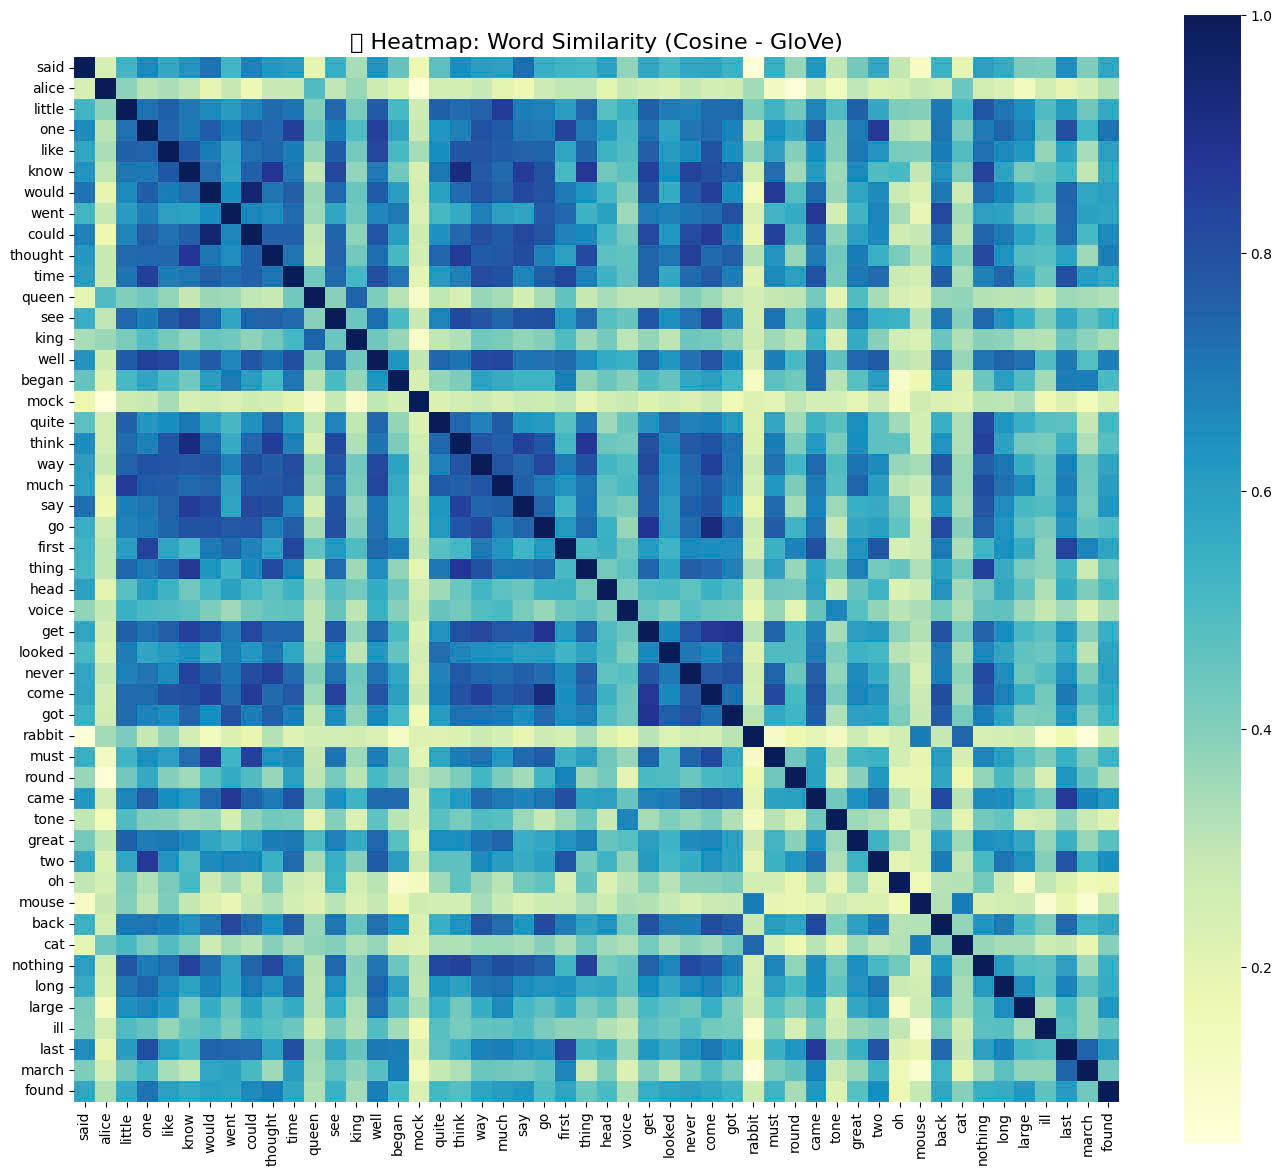 ▯ Heatmap: Word Similarity (Cosine - GloVe)
said
alice
little
one
like
know
would
went
could
thought
time
queen
see
king
well
began
mock
quite
think
way
much
say
go
first
thing
head
voice
get
looked
never
come
got
rabbit
must
round
came
tone
great
two
oh
mouse
back
cat
nothing
long
large
ill
last
march
found
said
alice
little
one
like
know
would
went
could
thought
time
queen
see
king
well
began
mock
quite
think
way
much
say
go
first
thing
head
voice
get
looked
never
come
got
rabbit
must
round
came
tone
great
two
oh
mouse
back
cat
nothing
long
large
ill
last
march
found
1.0
0.8
0.6
0.4
0.2